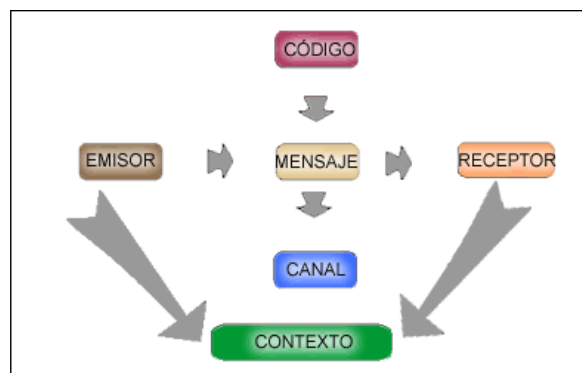 CÓDIGO
EMISOR
MENSAJE
RECEPTOR
CANAL
CONTEXTO